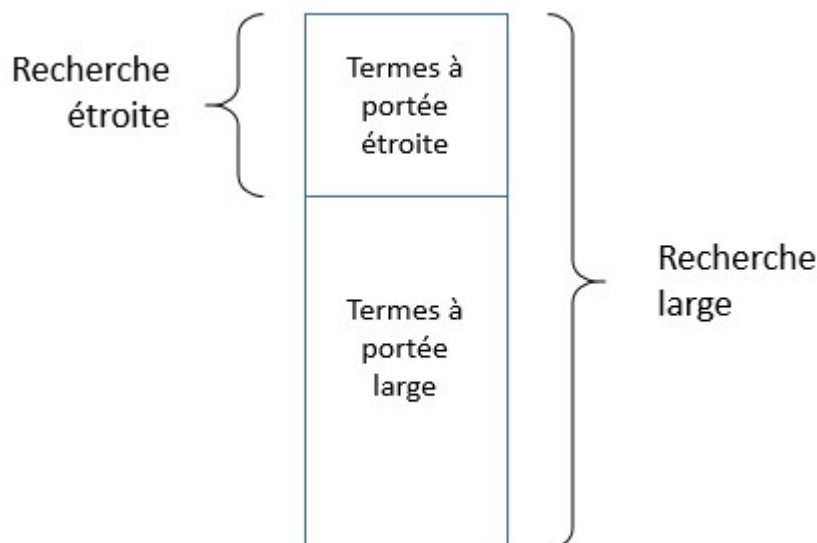 Recherche
étroite
Termes à
portée
étroite
Termes à
portée
large
Recherche
large